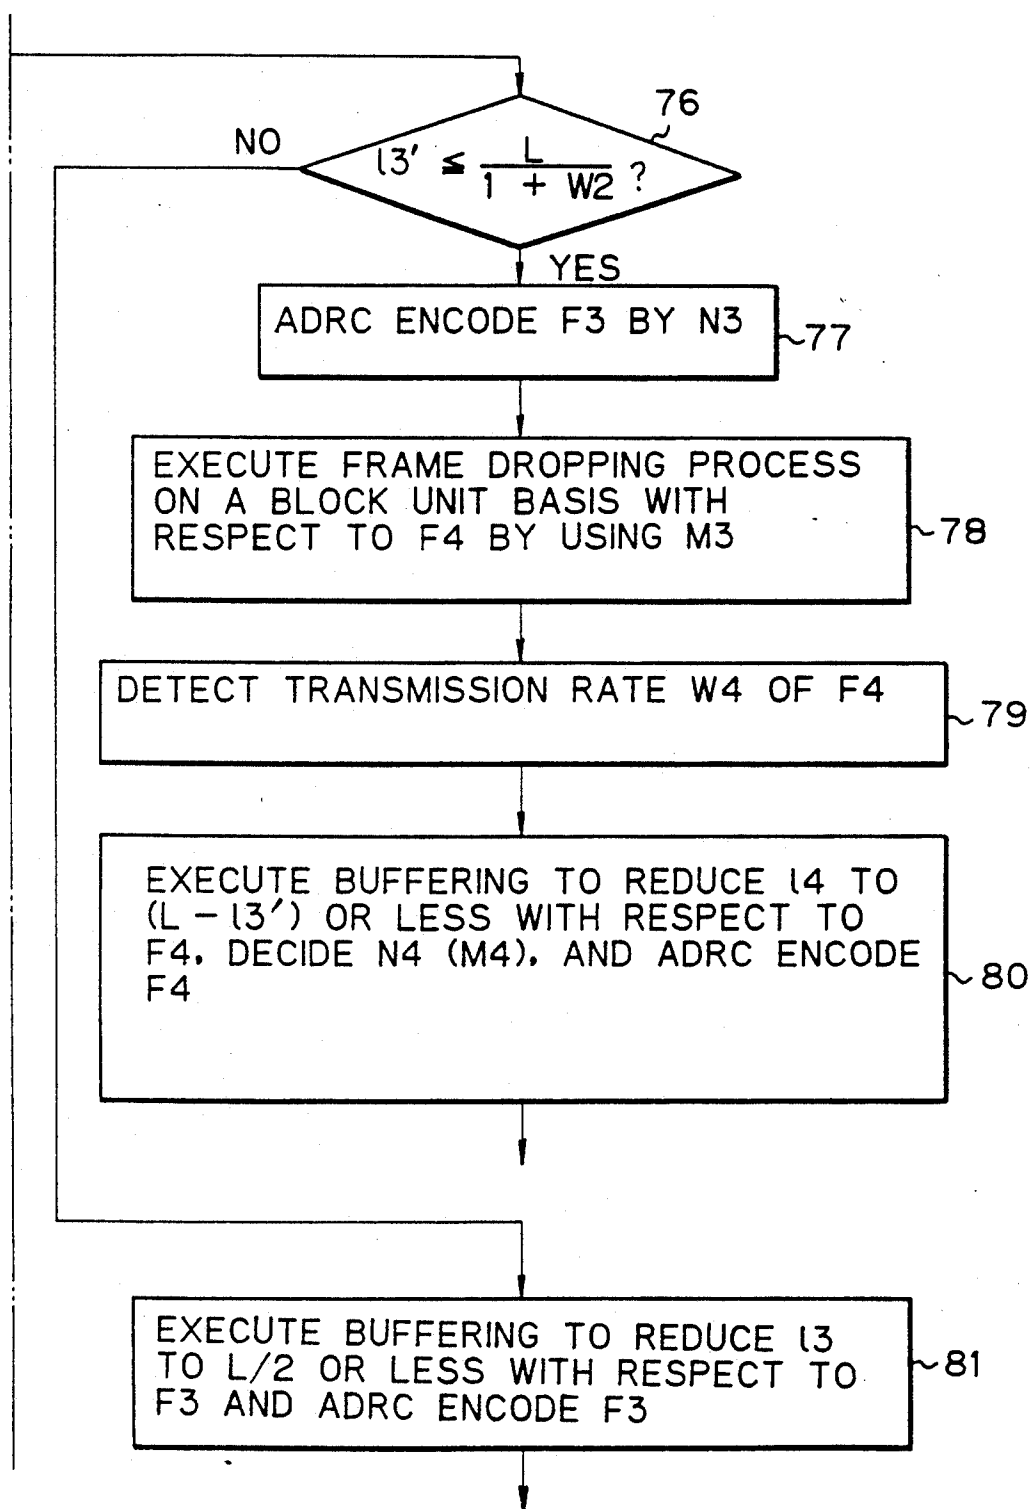 76
NO
l3' ≦ L / 1 + W2 ?
YES
ADRC ENCODE F3 BY N3
77
EXECUTE FRAME DROPPING PROCESS
ON A BLOCK UNIT BASIS WITH
RESPECT TO F4 BY USING M3
78
DETECT TRANSMISSION RATE W4 OF F4
79
EXECUTE BUFFERING TO REDUCE l4 TO
(L - l3') OR LESS WITH RESPECT TO
F4. DECIDE N4 (M4). AND ADRC ENCODE
F4
80
EXECUTE BUFFERING TO REDUCE l3
TO L/2 OR LESS WITH RESPECT TO
F3 AND ADRC ENCODE F3
81